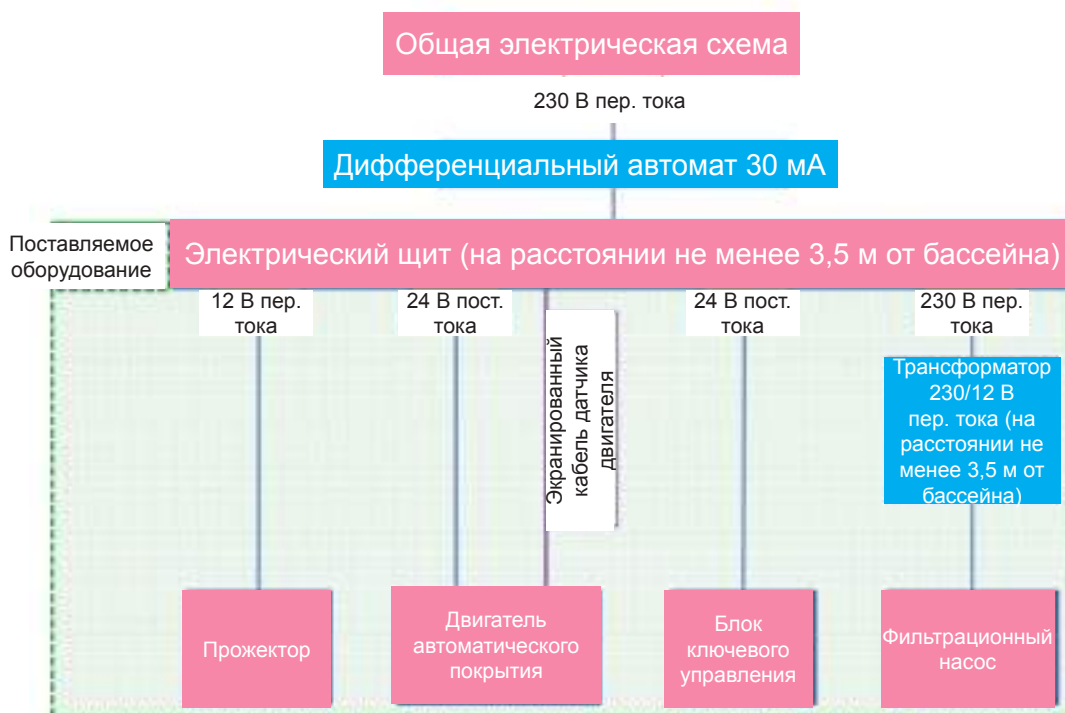 Общая электрическая схема
230 В пер. тока
Дифференциальный автомат 30 мА
Поставляемое
оборудование
Электрический щит (на расстоянии не менее 3,5 м от бассейна)
12 В пер.
тока
24 В пост.
тока
Экранированный
кабель датчика
двигателя
24 В пост.
тока
230 В пер.
тока
Трансформатор
230/12 В
пер. тока (на
расстоянии не
менее 3,5 м от
бассейна)
Прожектор
Двигатель
автоматического
покрытия
Блок
ключевого
управления
Фильтрационный
насос